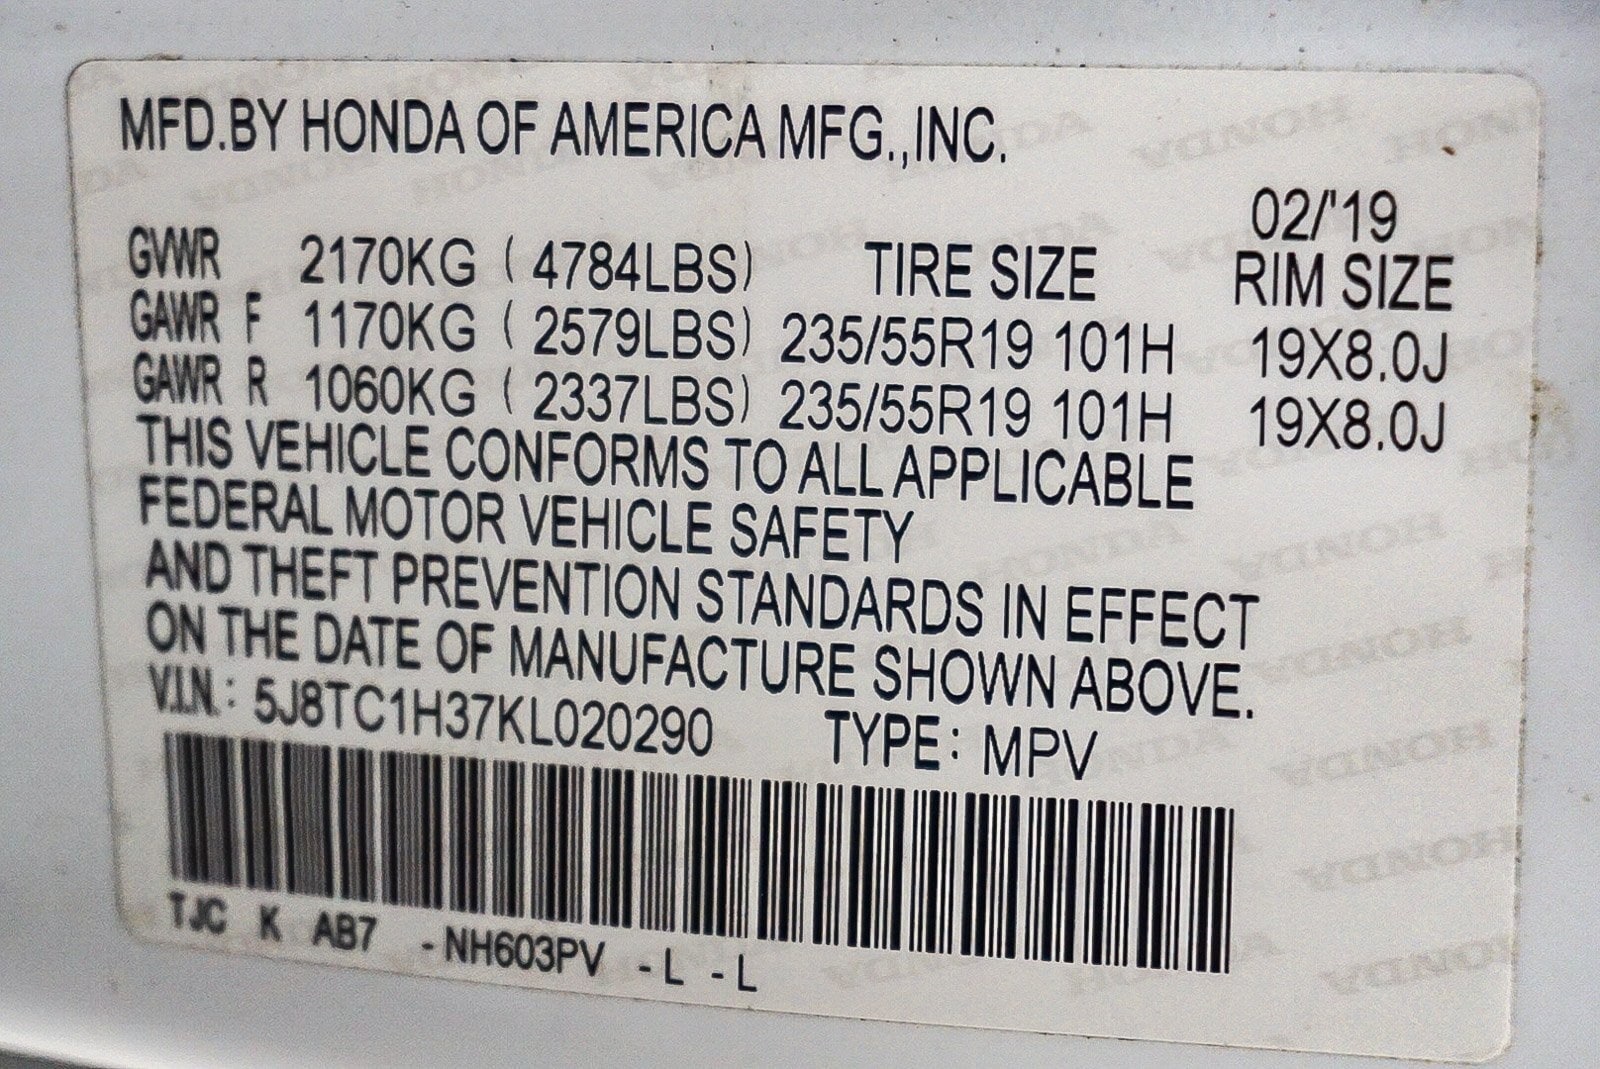 MFD.BY HONDA OF AMERICA MFG.,INC.
02/'19
GVWR 2170KG ( 4784LBS) TIRE SIZE RIM SIZE
GAWR F 1170KG ( 2579LBS) 235/55R19 101H 19X8.0J
GAWR R 1060KG ( 2337LBS) 235/55R19 101H 19X8.0J
THIS VEHICLE CONFORMS TO ALL APPLICABLE
FEDERAL MOTOR VEHICLE SAFETY
AND THEFT PREVENTION STANDARDS IN EFFECT
ON THE DATE OF MANUFACTURE SHOWN ABOVE.
V.I.N.: 5J8TC1H37KL020290 TYPE: MPV
TJC K AB7 -NH603PV -L -L